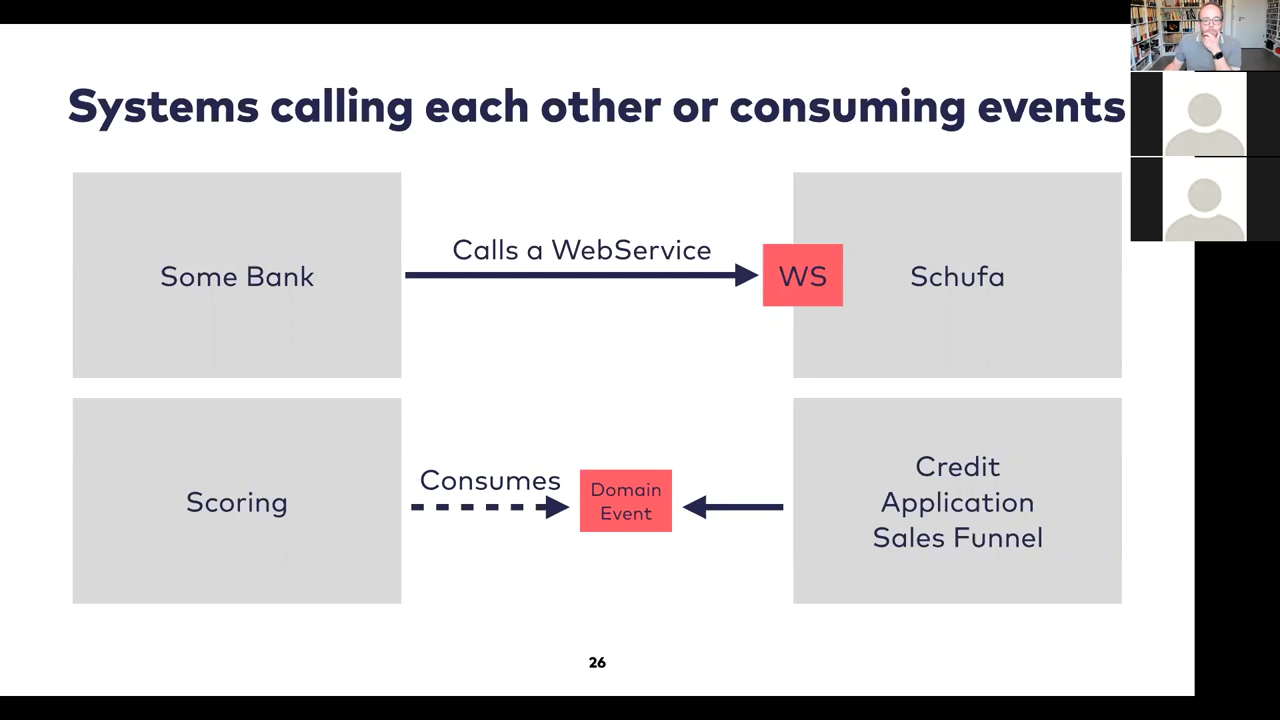 Systems calling each other or consuming events
Some Bank
Calls a WebService
WS
Schufa
Scoring
Consumes
Domain
Event
Credit
Application
Sales Funnel
26